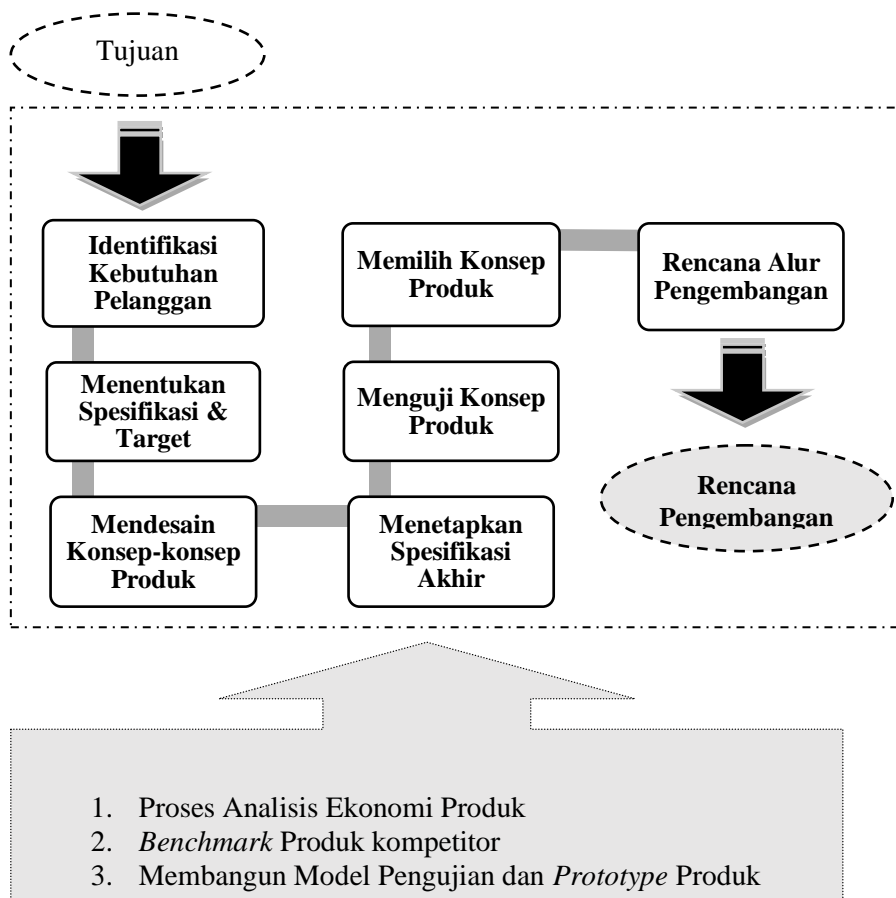 Tujuan
Identifikasi
Kebutuhan
Pelanggan
Menentukan
Spesifikasi &
Target
Mendesain
Konsep-konsep
Produk
Menetapkan
Spesifikasi
Akhir
Menguji Konsep
Produk
Memilih Konsep
Produk
Rencana Alur
Pengembangan
Rencana
Pengembangan
1. Proses Analisis Ekonomi Produk
2. Benchmark Produk kompetitor
3. Membangun Model Pengujian dan Prototype Produk